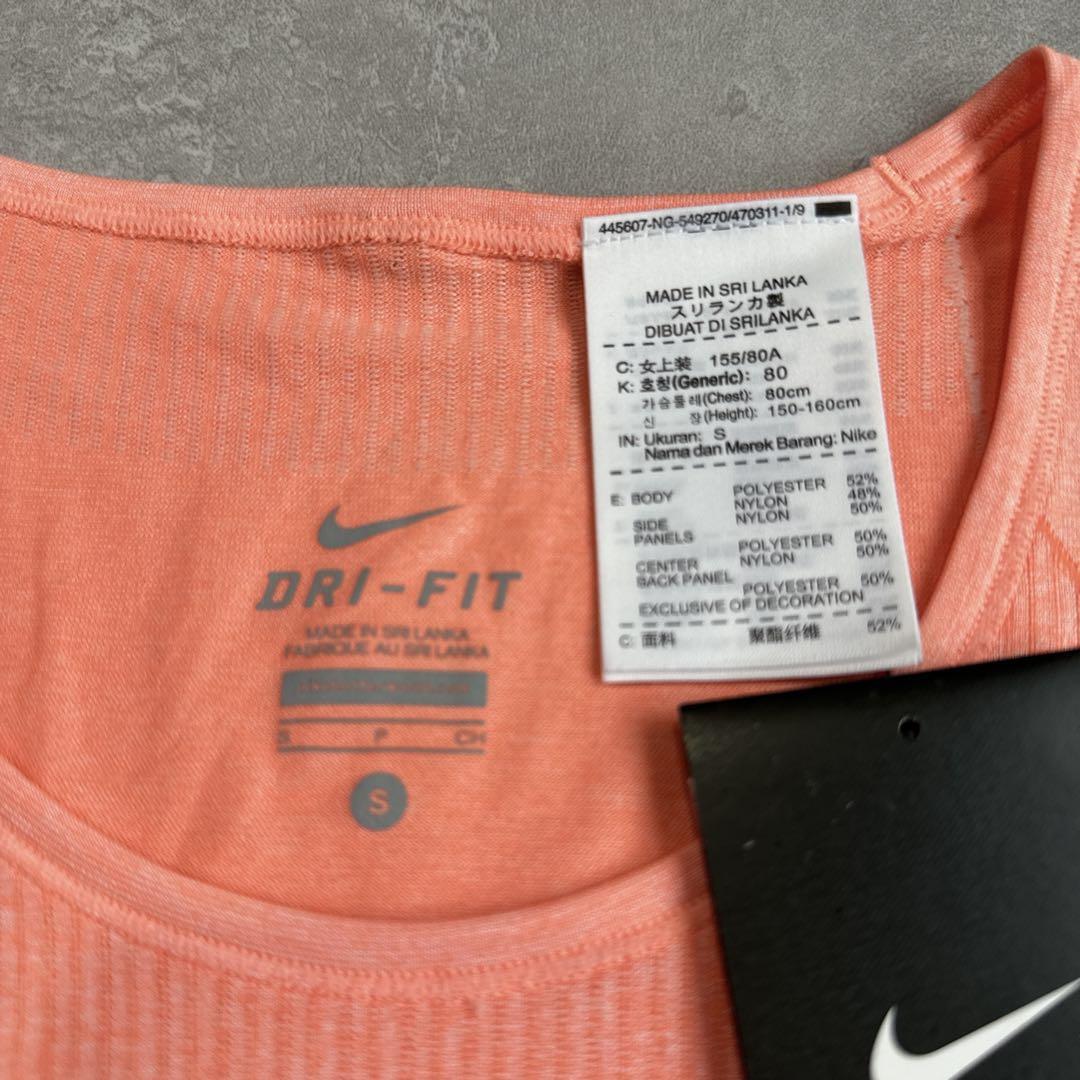 445607-NG-549270/470311-1/9
MADE IN SRI LANKA
スリランカ製
DIBUAT DI SRILANKA
C: 女上装 155/80A
K: 호칭(Generic): 80
가슴둘레(Chest): 80cm
신 장(Height): 150-160cm
IN: Ukuran: S
Nama dan Merek Barang: Nike
E: BODY POLYESTER 52%
NYLON 48%
SIDE PANELS NYLON 50%
POLYESTER 50%
CENTER BACK PANEL NYLON 50%
POLYESTER 50%
EXCLUSIVE OF DECORATION
C: 面料 聚酯纤维 52%
DRI-FIT
MADE IN SRI LANKA
FABRIQUE AU SRI LANKA
S P CH
S